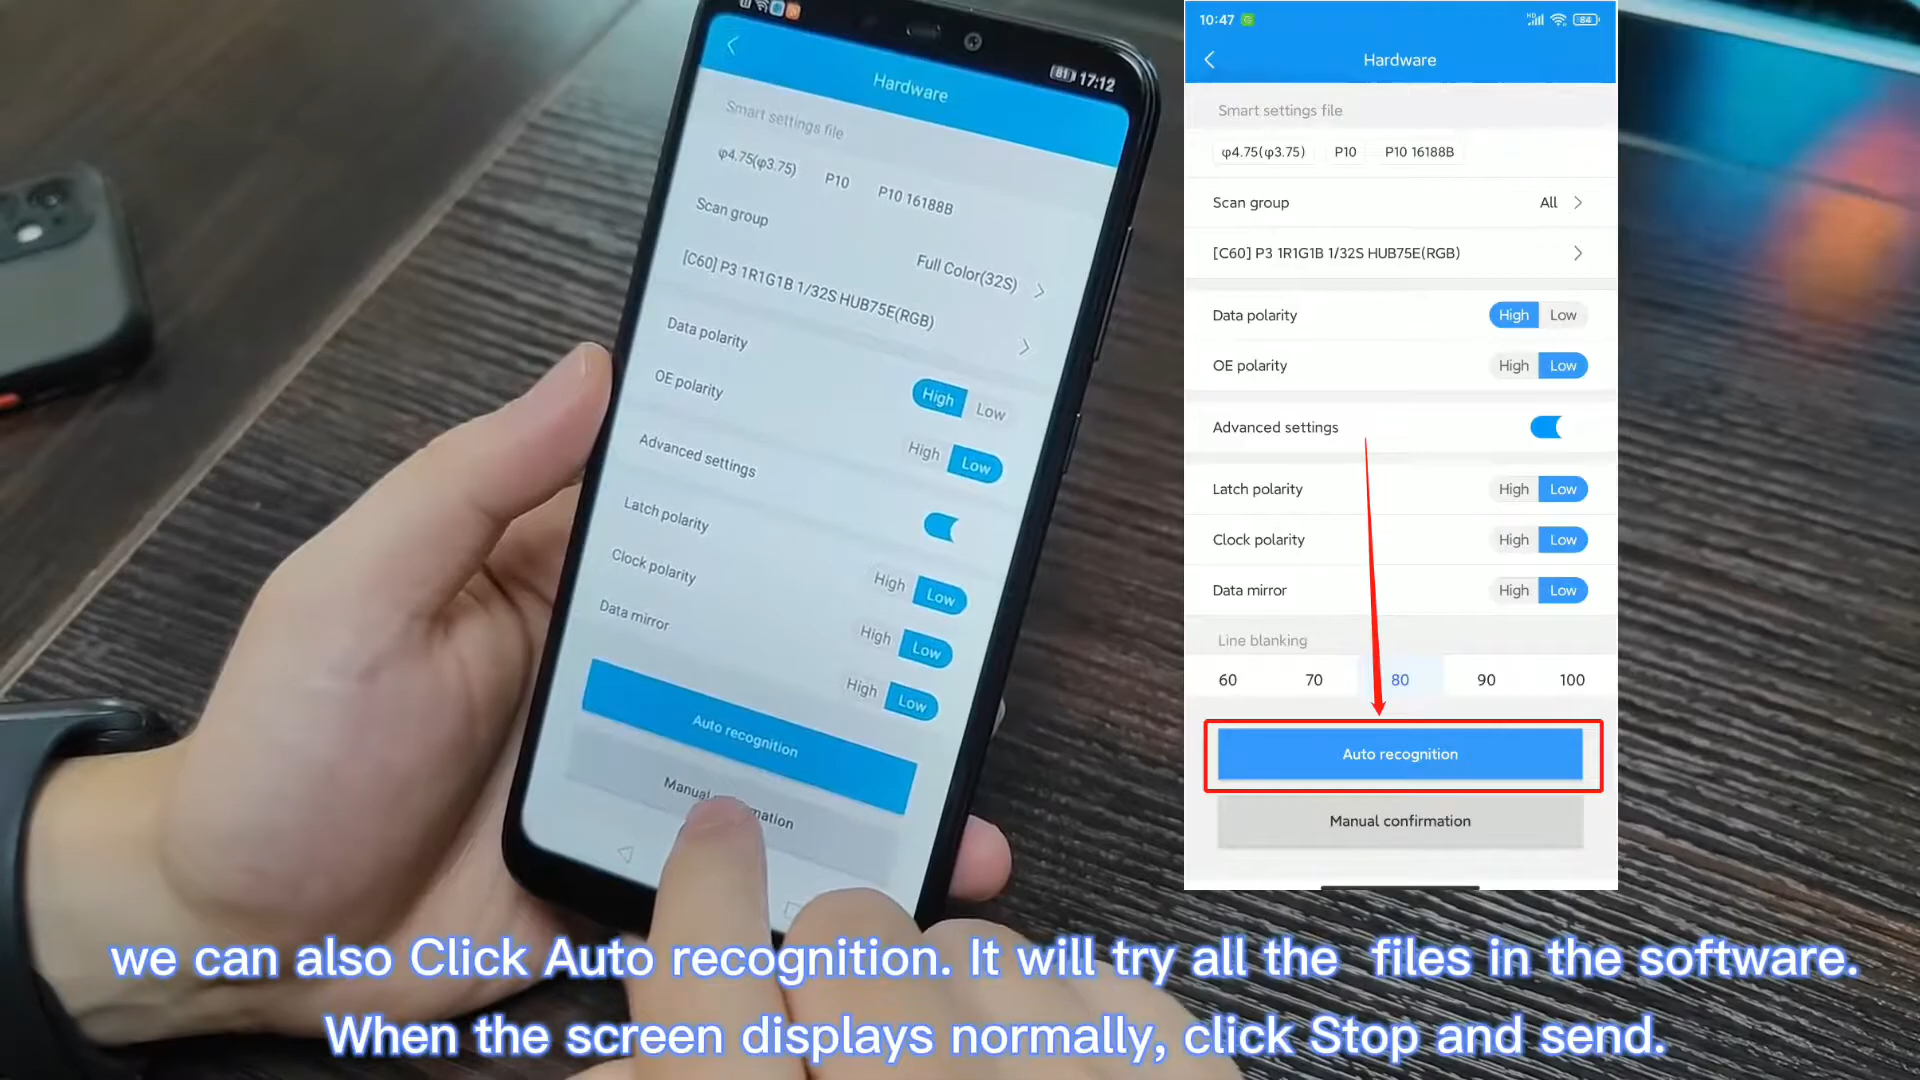 81 17:12
Hardware
Smart settings file
φ4.75(φ3.75) P10 P10 16188B
Scan group
Full Color(32S)
[C60] P3 1R1G1B 1/32S HUB75E(RGB)
Data polarity
High Low
OE polarity
High Low
Advanced settings
Latch polarity
High Low
Clock polarity
High Low
Data mirror
High Low
Auto recognition
10:47 84
Hardware
Smart settings file
φ4.75(φ3.75) P10 P10 16188B
Scan group All
[C60] P3 1R1G1B 1/32S HUB75E(RGB)
Data polarity High Low
OE polarity High Low
Advanced settings
Latch polarity High Low
Clock polarity High Low
Data mirror High Low
Line blanking
60 70 80 90 100
Auto recognition
Manual confirmation
we can also Click Auto recognition. It will try all the files in the software.
When the screen displays normally, click Stop and send.